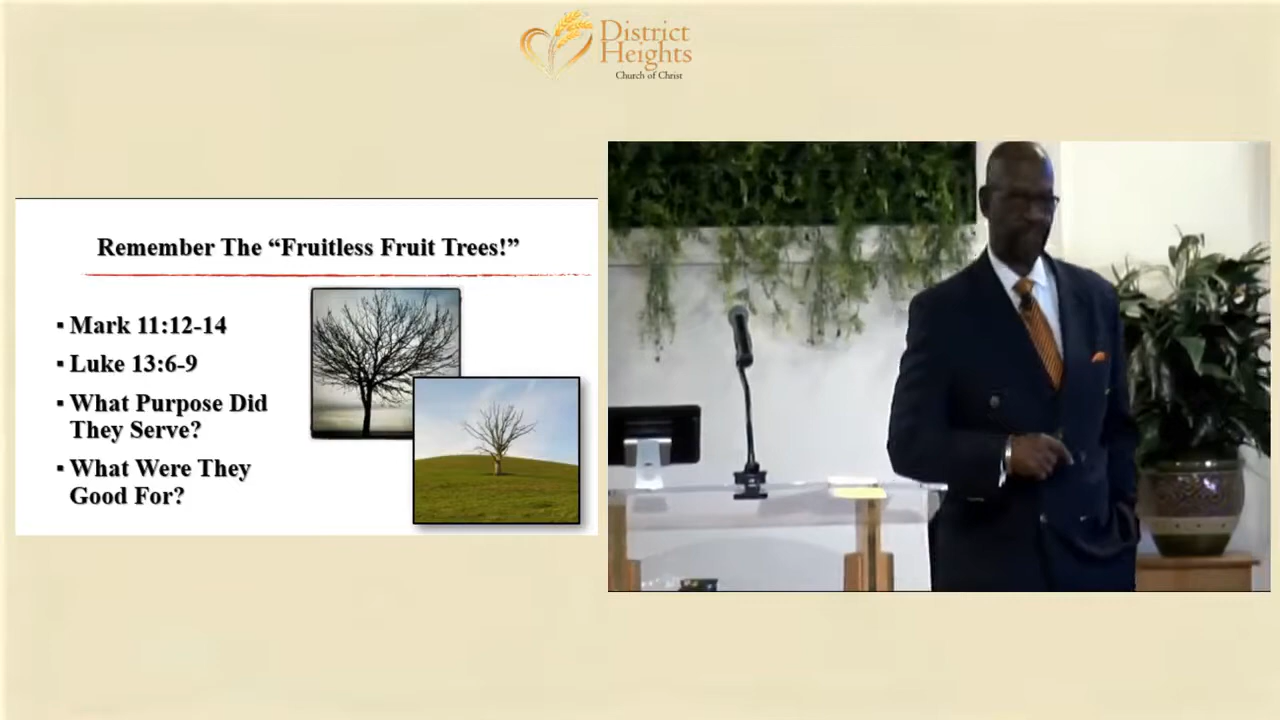 District
Heights
Church of Christ
Remember The “Fruitless Fruit Trees!”
▪ Mark 11:12-14
▪ Luke 13:6-9
▪ What Purpose Did
They Serve?
▪ What Were They
Good For?